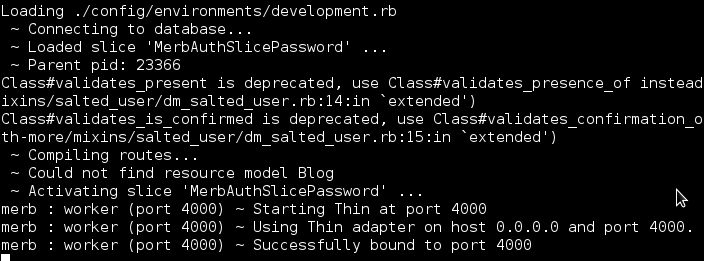 Loading ./config/environments/development.rb
~ Connecting to database...
~ Loaded slice 'MerbAuthSlicePassword' ...
~ Parent pid: 23366
Class#validates_present is deprecated, use Class#validates_presence_of instead
ixins/salted_user/dm_salted_user.rb:14:in `extended')
Class#validates_is_confirmed is deprecated, use Class#validates_confirmation_o
th-more/mixins/salted_user/dm_salted_user.rb:15:in `extended')
~ Compiling routes...
~ Could not find resource model Blog
~ Activating slice 'MerbAuthSlicePassword' ...
merb : worker (port 4000) ~ Starting Thin at port 4000
merb : worker (port 4000) ~ Using Thin adapter on host 0.0.0.0 and port 4000.
merb : worker (port 4000) ~ Successfully bound to port 4000